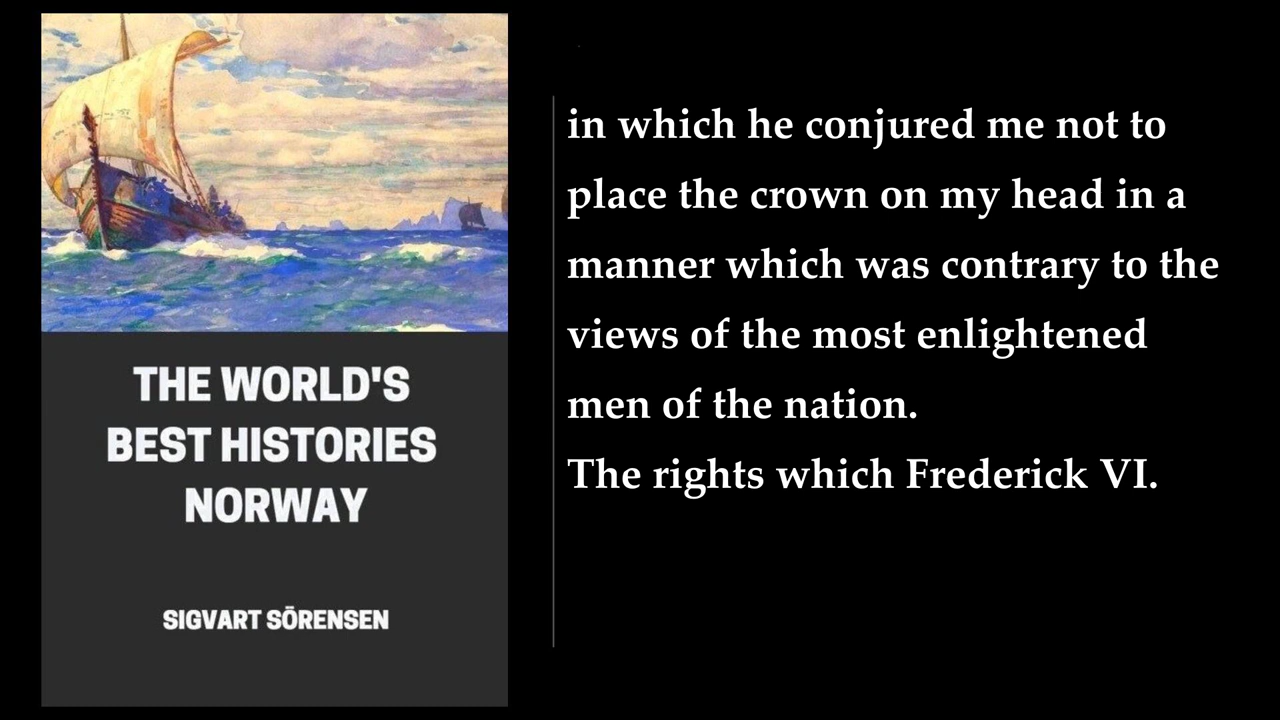 THE WORLD'S
BEST HISTORIES
NORWAY
SIGVART SÖRENSEN
in which he conjured me not to
place the crown on my head in a
manner which was contrary to the
views of the most enlightened
men of the nation.
The rights which Frederick VI.